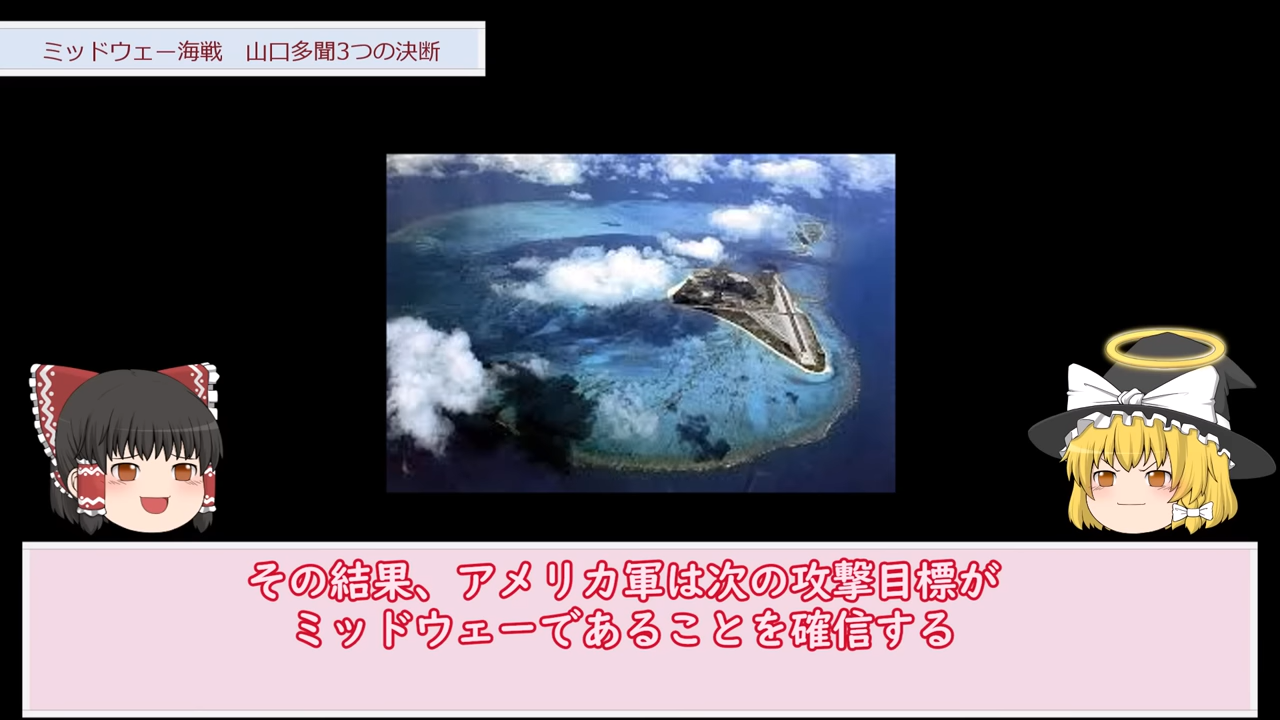 ミッドウェー海戦　山口多聞3つの決断
その結果、アメリカ軍は次の攻撃目標が
ミッドウェーであることを確信する